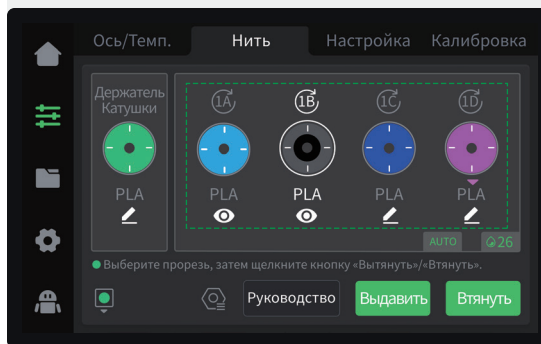 Ось/Темп. Нить Настройка Калибровка
Держатель
Катушки
1A 1B 1C 1D
PLA PLA PLA PLA PLA
AUTO 26
Выберите прорезь, затем щелкните кнопку «Вытянуть»/«Втянуть».
Руководство Выдавить Втянуть